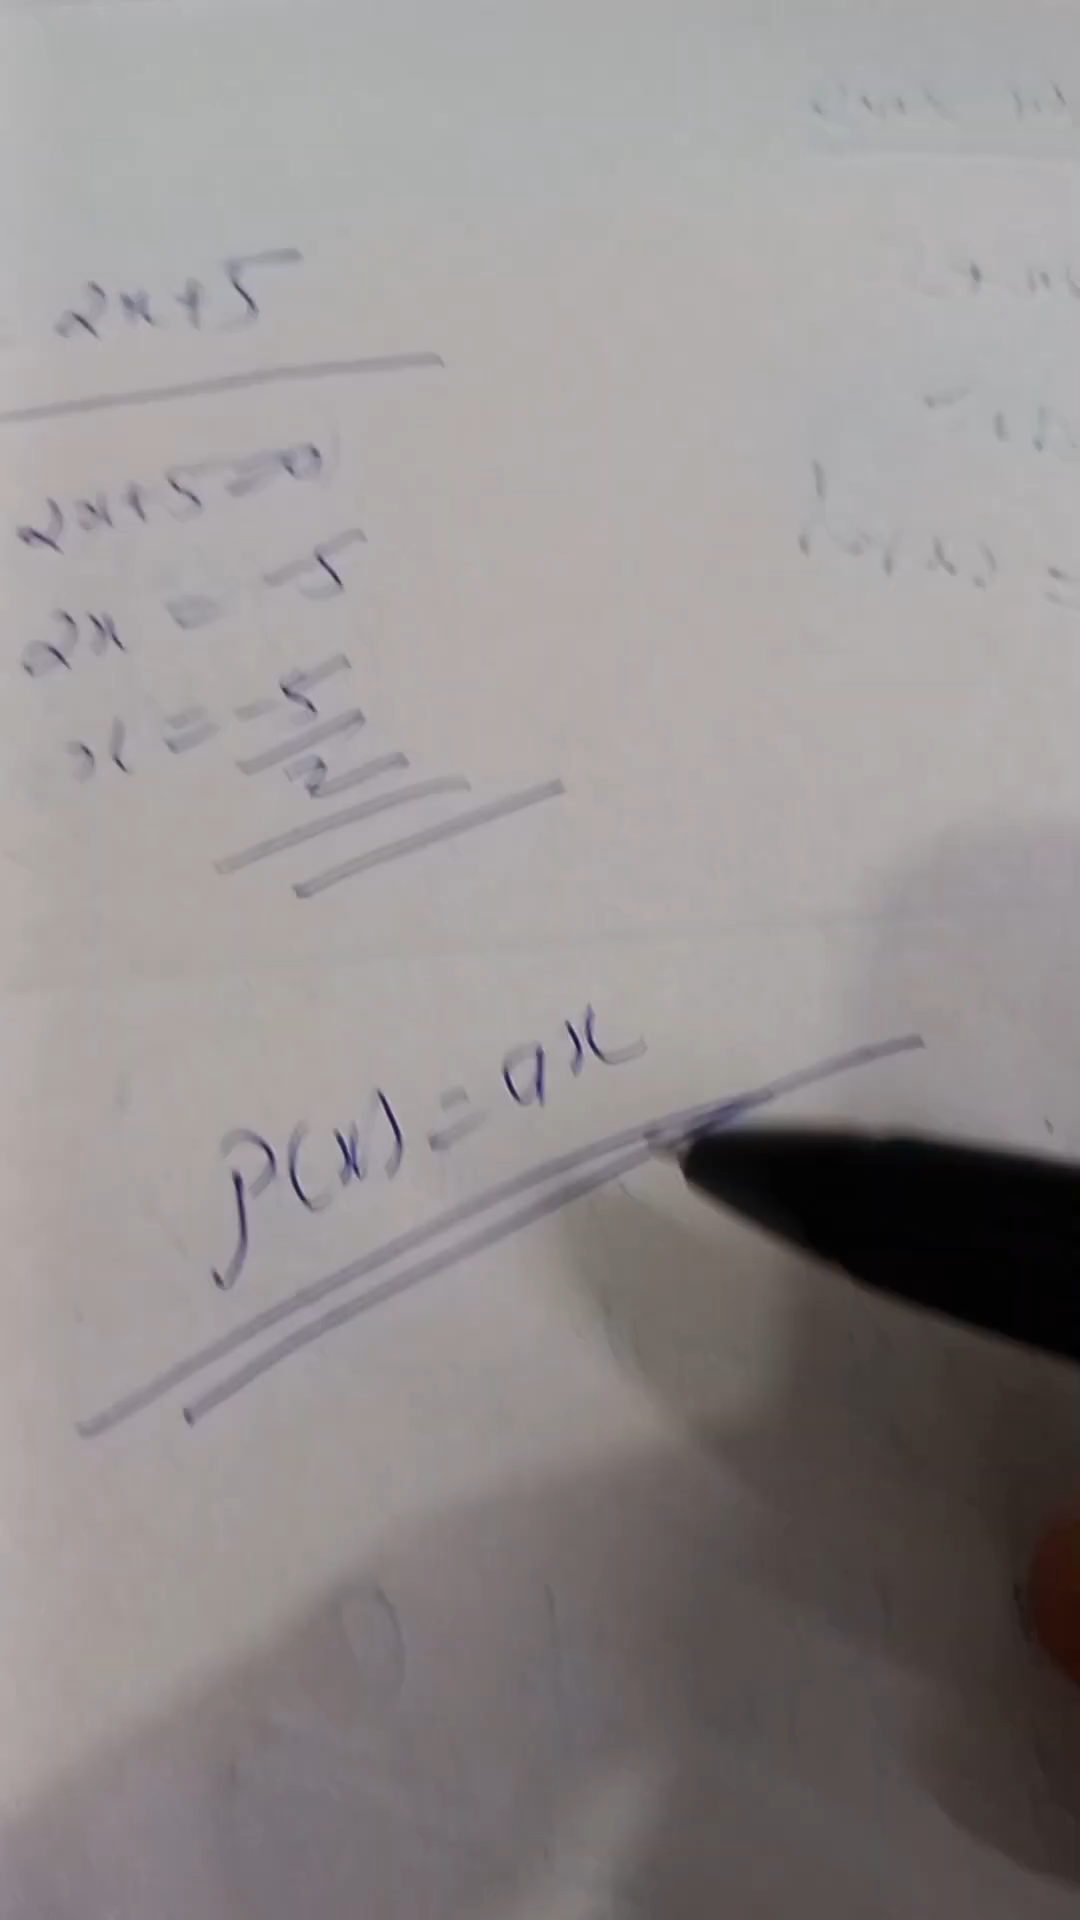 2x+5
2x+5=0
2x = -5
x = -5/2
p(x)=ax